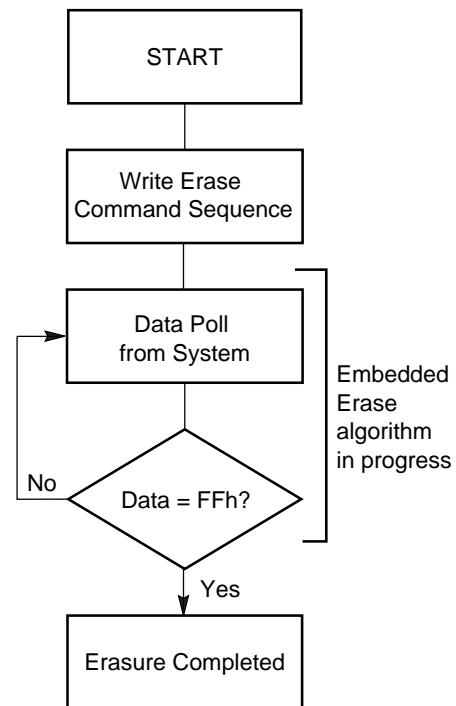 START
Write Erase
Command Sequence
Data Poll
from System
Embedded
Erase
algorithm
in progress
No
Data = FFh?
Yes
Erasure Completed